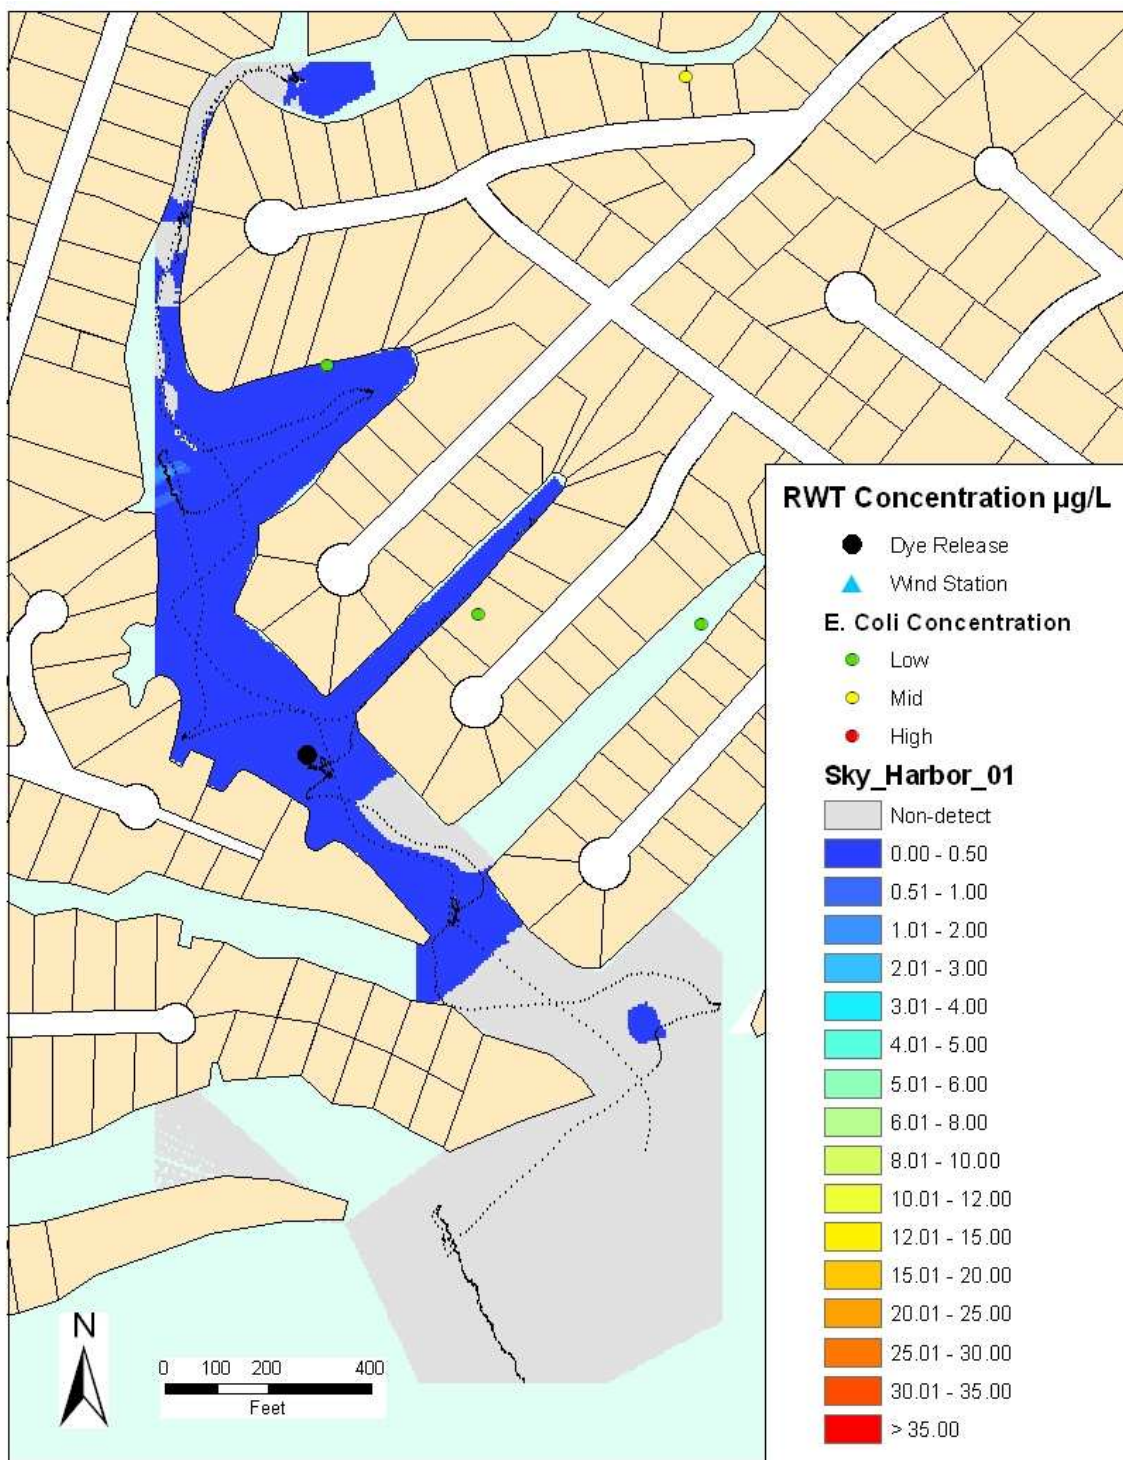 RWT Concentration µg/L
Dye Release
Wind Station
E. Coli Concentration
Low
Mid
High
Sky_Harbor_01
Non-detect
0.00 - 0.50
0.51 - 1.00
1.01 - 2.00
2.01 - 3.00
3.01 - 4.00
4.01 - 5.00
5.01 - 6.00
6.01 - 8.00
8.01 - 10.00
10.01 - 12.00
12.01 - 15.00
15.01 - 20.00
20.01 - 25.00
25.01 - 30.00
30.01 - 35.00
> 35.00
N
0 100 200 400
Feet